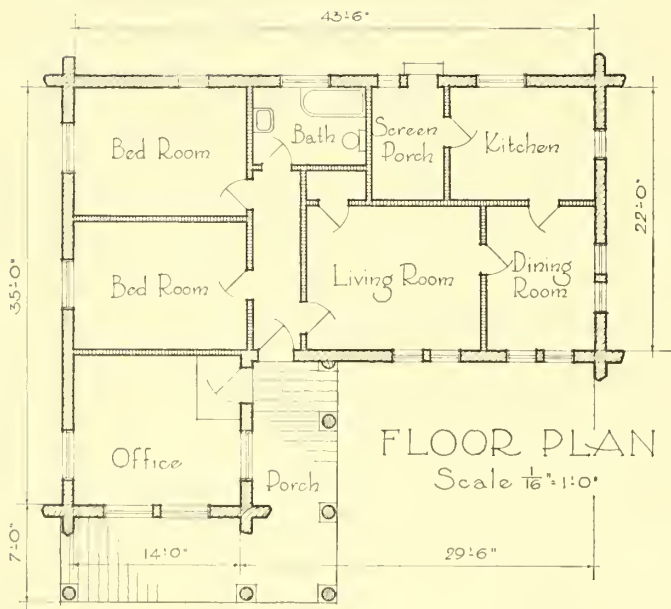 43'-6"
Bed Room
Bath
Screen
Porch
Kitchen
35'-0"
22'-0"
Bed Room
Living Room
Dining
Room
FLOOR PLAN
Scale 1/16" = 1'-0"
Office
Porch
7'-0"
14'-0"
29'-6"